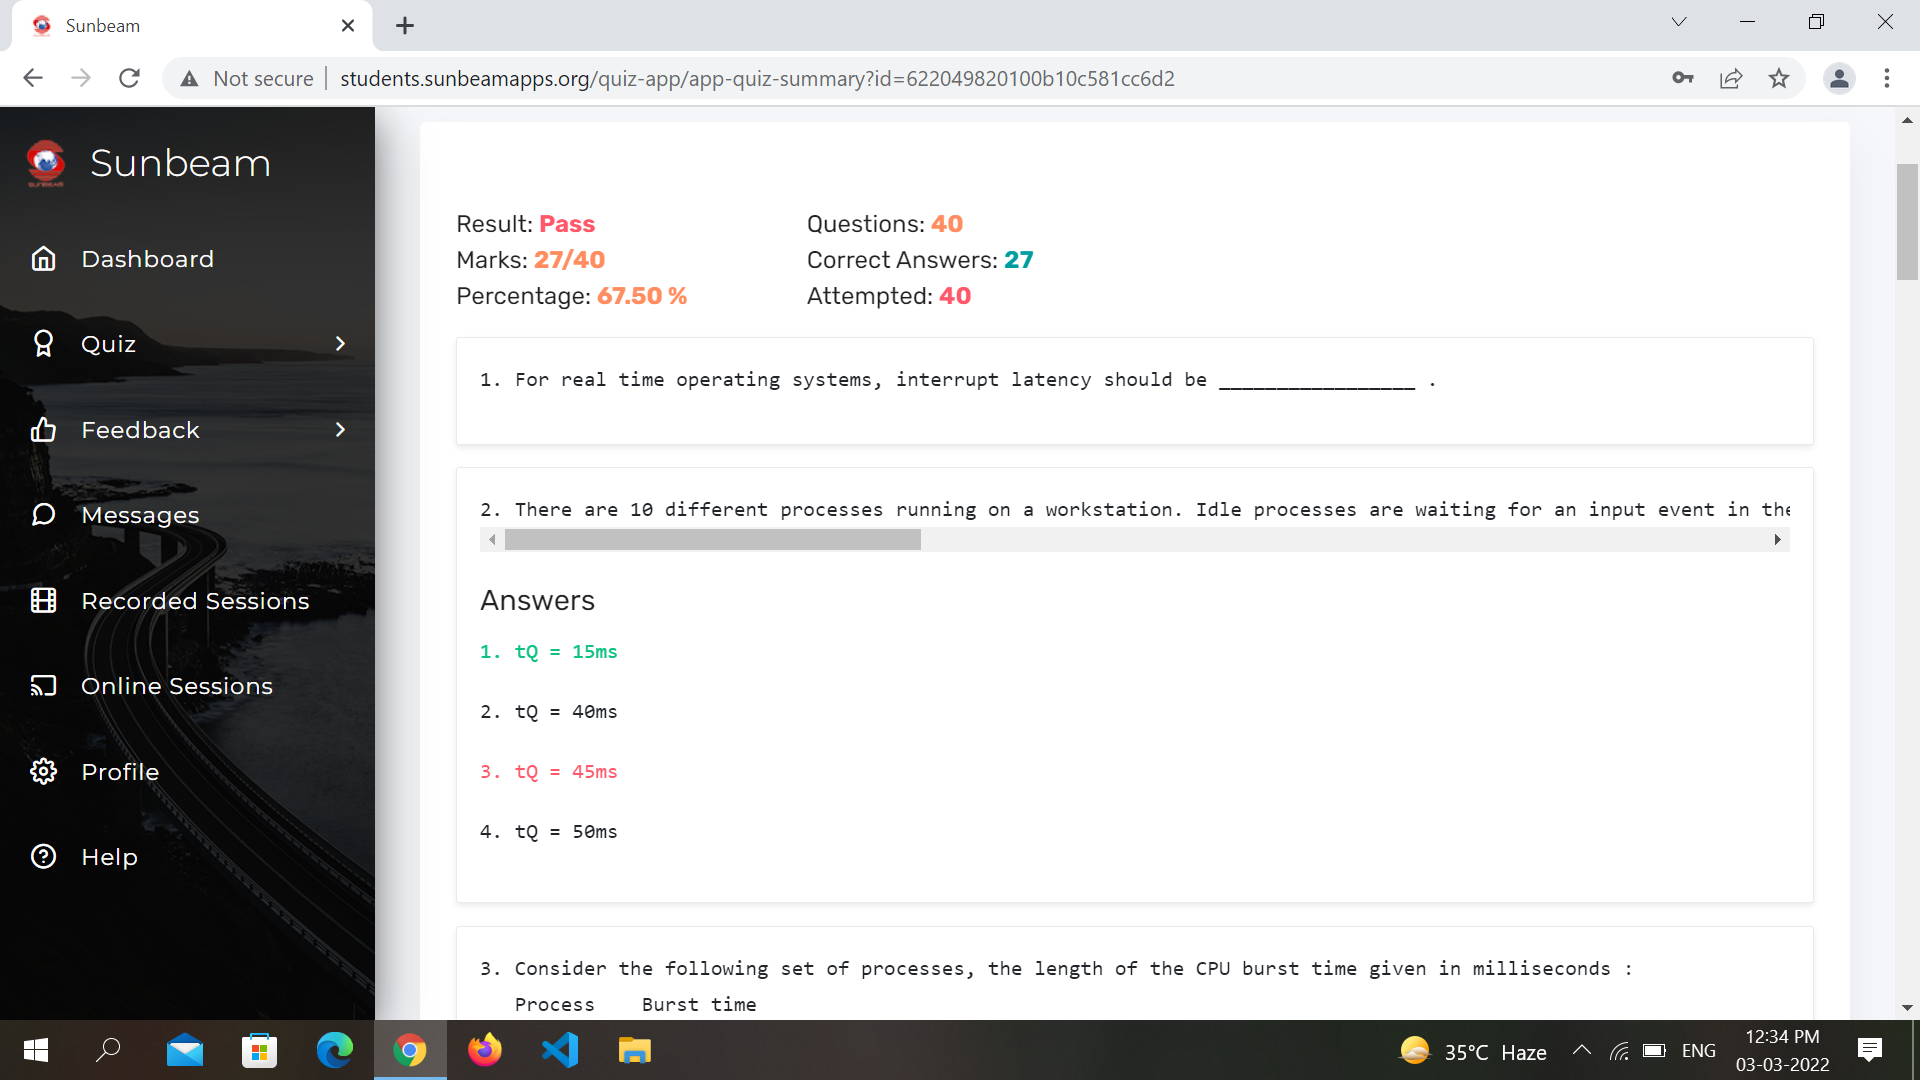 Sunbeam
Not secure
students.sunbeamapps.org/quiz-app/app-quiz-summary?id=622049820100b10c581cc6d2
Sunbeam
Dashboard
Quiz
Feedback
Messages
Recorded Sessions
Online Sessions
Profile
Help
Result: Pass
Marks: 27/40
Percentage: 67.50 %
Questions: 40
Correct Answers: 27
Attempted: 40
1. For real time operating systems, interrupt latency should be _________________ .
2. There are 10 different processes running on a workstation. Idle processes are waiting for an input event in the
Answers
1. tQ = 15ms
2. tQ = 40ms
3. tQ = 45ms
4. tQ = 50ms
3. Consider the following set of processes, the length of the CPU burst time given in milliseconds :
Process    Burst time
35°C Haze
ENG
12:34 PM
03-03-2022